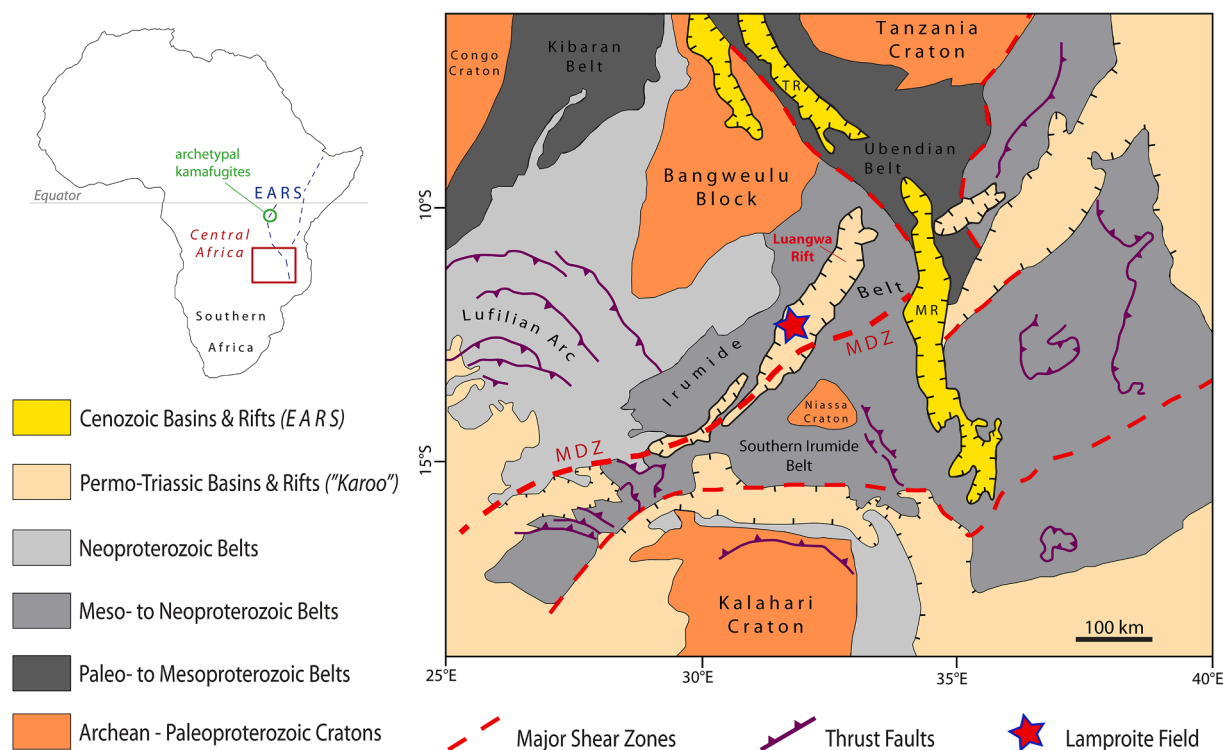 archetypal
kamafugites
E A R S
Equator
Central
Africa
Southern
Africa
Cenozoic Basins & Rifts (E A R S)
Permo-Triassic Basins & Rifts ("Karoo")
Neoproterozoic Belts
Meso- to Neoproterozoic Belts
Paleo- to Mesoproterozoic Belts
Archean - Paleoproterozoic Cratons
Congo
Craton
Kibaran
Belt
Tanzania
Craton
TR
Ubendian
Belt
Bangweulu
Block
10°S
Luangwa
Rift
Lufilian Arc
Irumide
Belt
MR
MDZ
Niassa
Craton
Southern Irumide
Belt
MDZ
15°S
Kalahari
Craton
100 km
25°E
30°E
35°E
40°E
Major Shear Zones
Thrust Faults
Lamproite Field